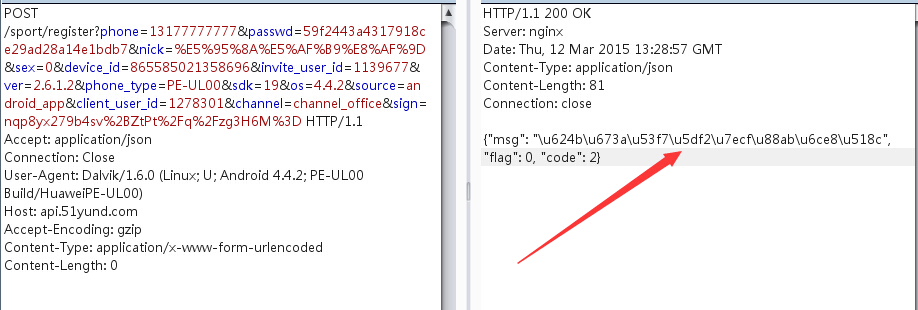 POST
/sport/register?phone=13177777777&passwd=59f2443a4317918c
e29ad28a14e1bdb7&nick=%E5%95%8A%E5%AF%B9%E8%AF%9D
&sex=0&device_id=865585021358696&invite_user_id=1139677&
ver=2.6.1.2&phone_type=PE-UL00&sdk=19&os=4.4.2&source=an
droid_app&client_user_id=1278301&channel=channel_office&sign=
nqp8yx279b4sv%2BZtPt%2Fq%2Fzg3H6M%3D HTTP/1.1
Accept: application/json
Connection: Close
User-Agent: Dalvik/1.6.0 (Linux; U; Android 4.4.2; PE-UL00
Build/HuaweiPE-UL00)
Host: api.51yund.com
Accept-Encoding: gzip
Content-Type: application/x-www-form-urlencoded
Content-Length: 0
HTTP/1.1 200 OK
Server: nginx
Date: Thu, 12 Mar 2015 13:28:57 GMT
Content-Type: application/json
Content-Length: 81
Connection: close
{"msg": "\u624b\u673a\u53f7\u5df2\u7ecf\u88ab\u6ce8\u518c",
"flag": 0, "code": 2}